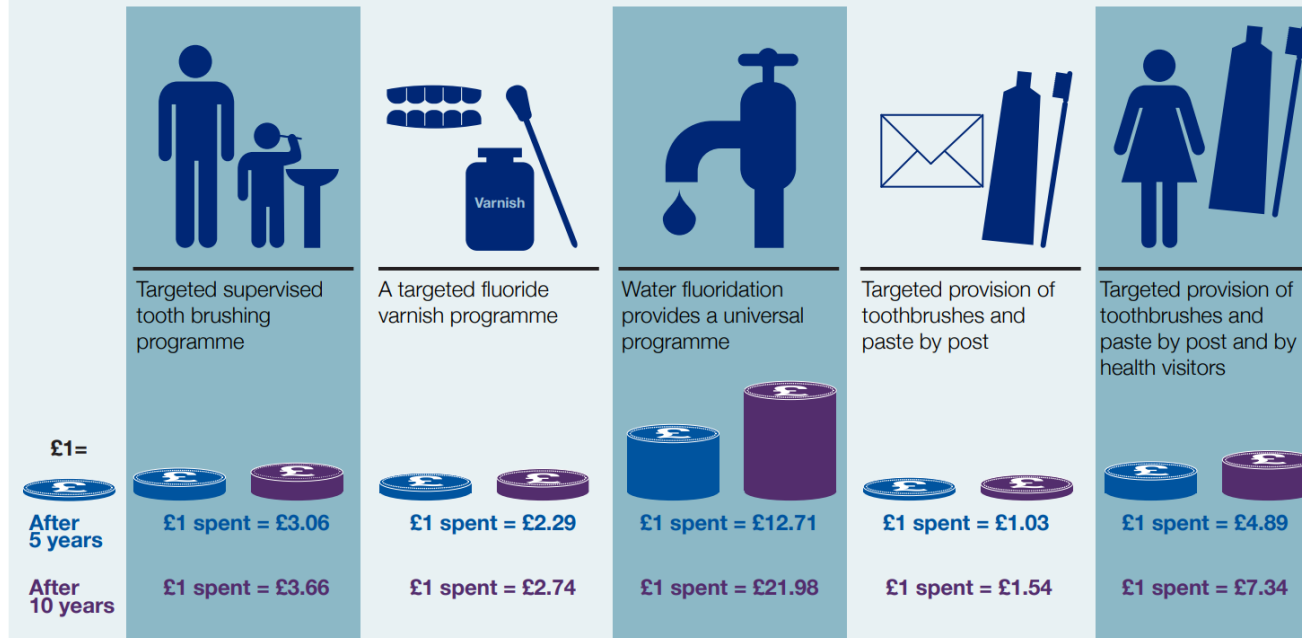 Varnish
Targeted supervised
tooth brushing
programme
A targeted fluoride
varnish programme
Water fluoridation
provides a universal
programme
Targeted provision of
toothbrushes and
paste by post
Targeted provision of
toothbrushes and
paste by post and by
health visitors
£1=
£
£
£
£
£
£
£
£
£
£
£
After
5 years
£1 spent = £3.06
£1 spent = £2.29
£1 spent = £12.71
£1 spent = £1.03
£1 spent = £4.89
After
10 years
£1 spent = £3.66
£1 spent = £2.74
£1 spent = £21.98
£1 spent = £1.54
£1 spent = £7.34